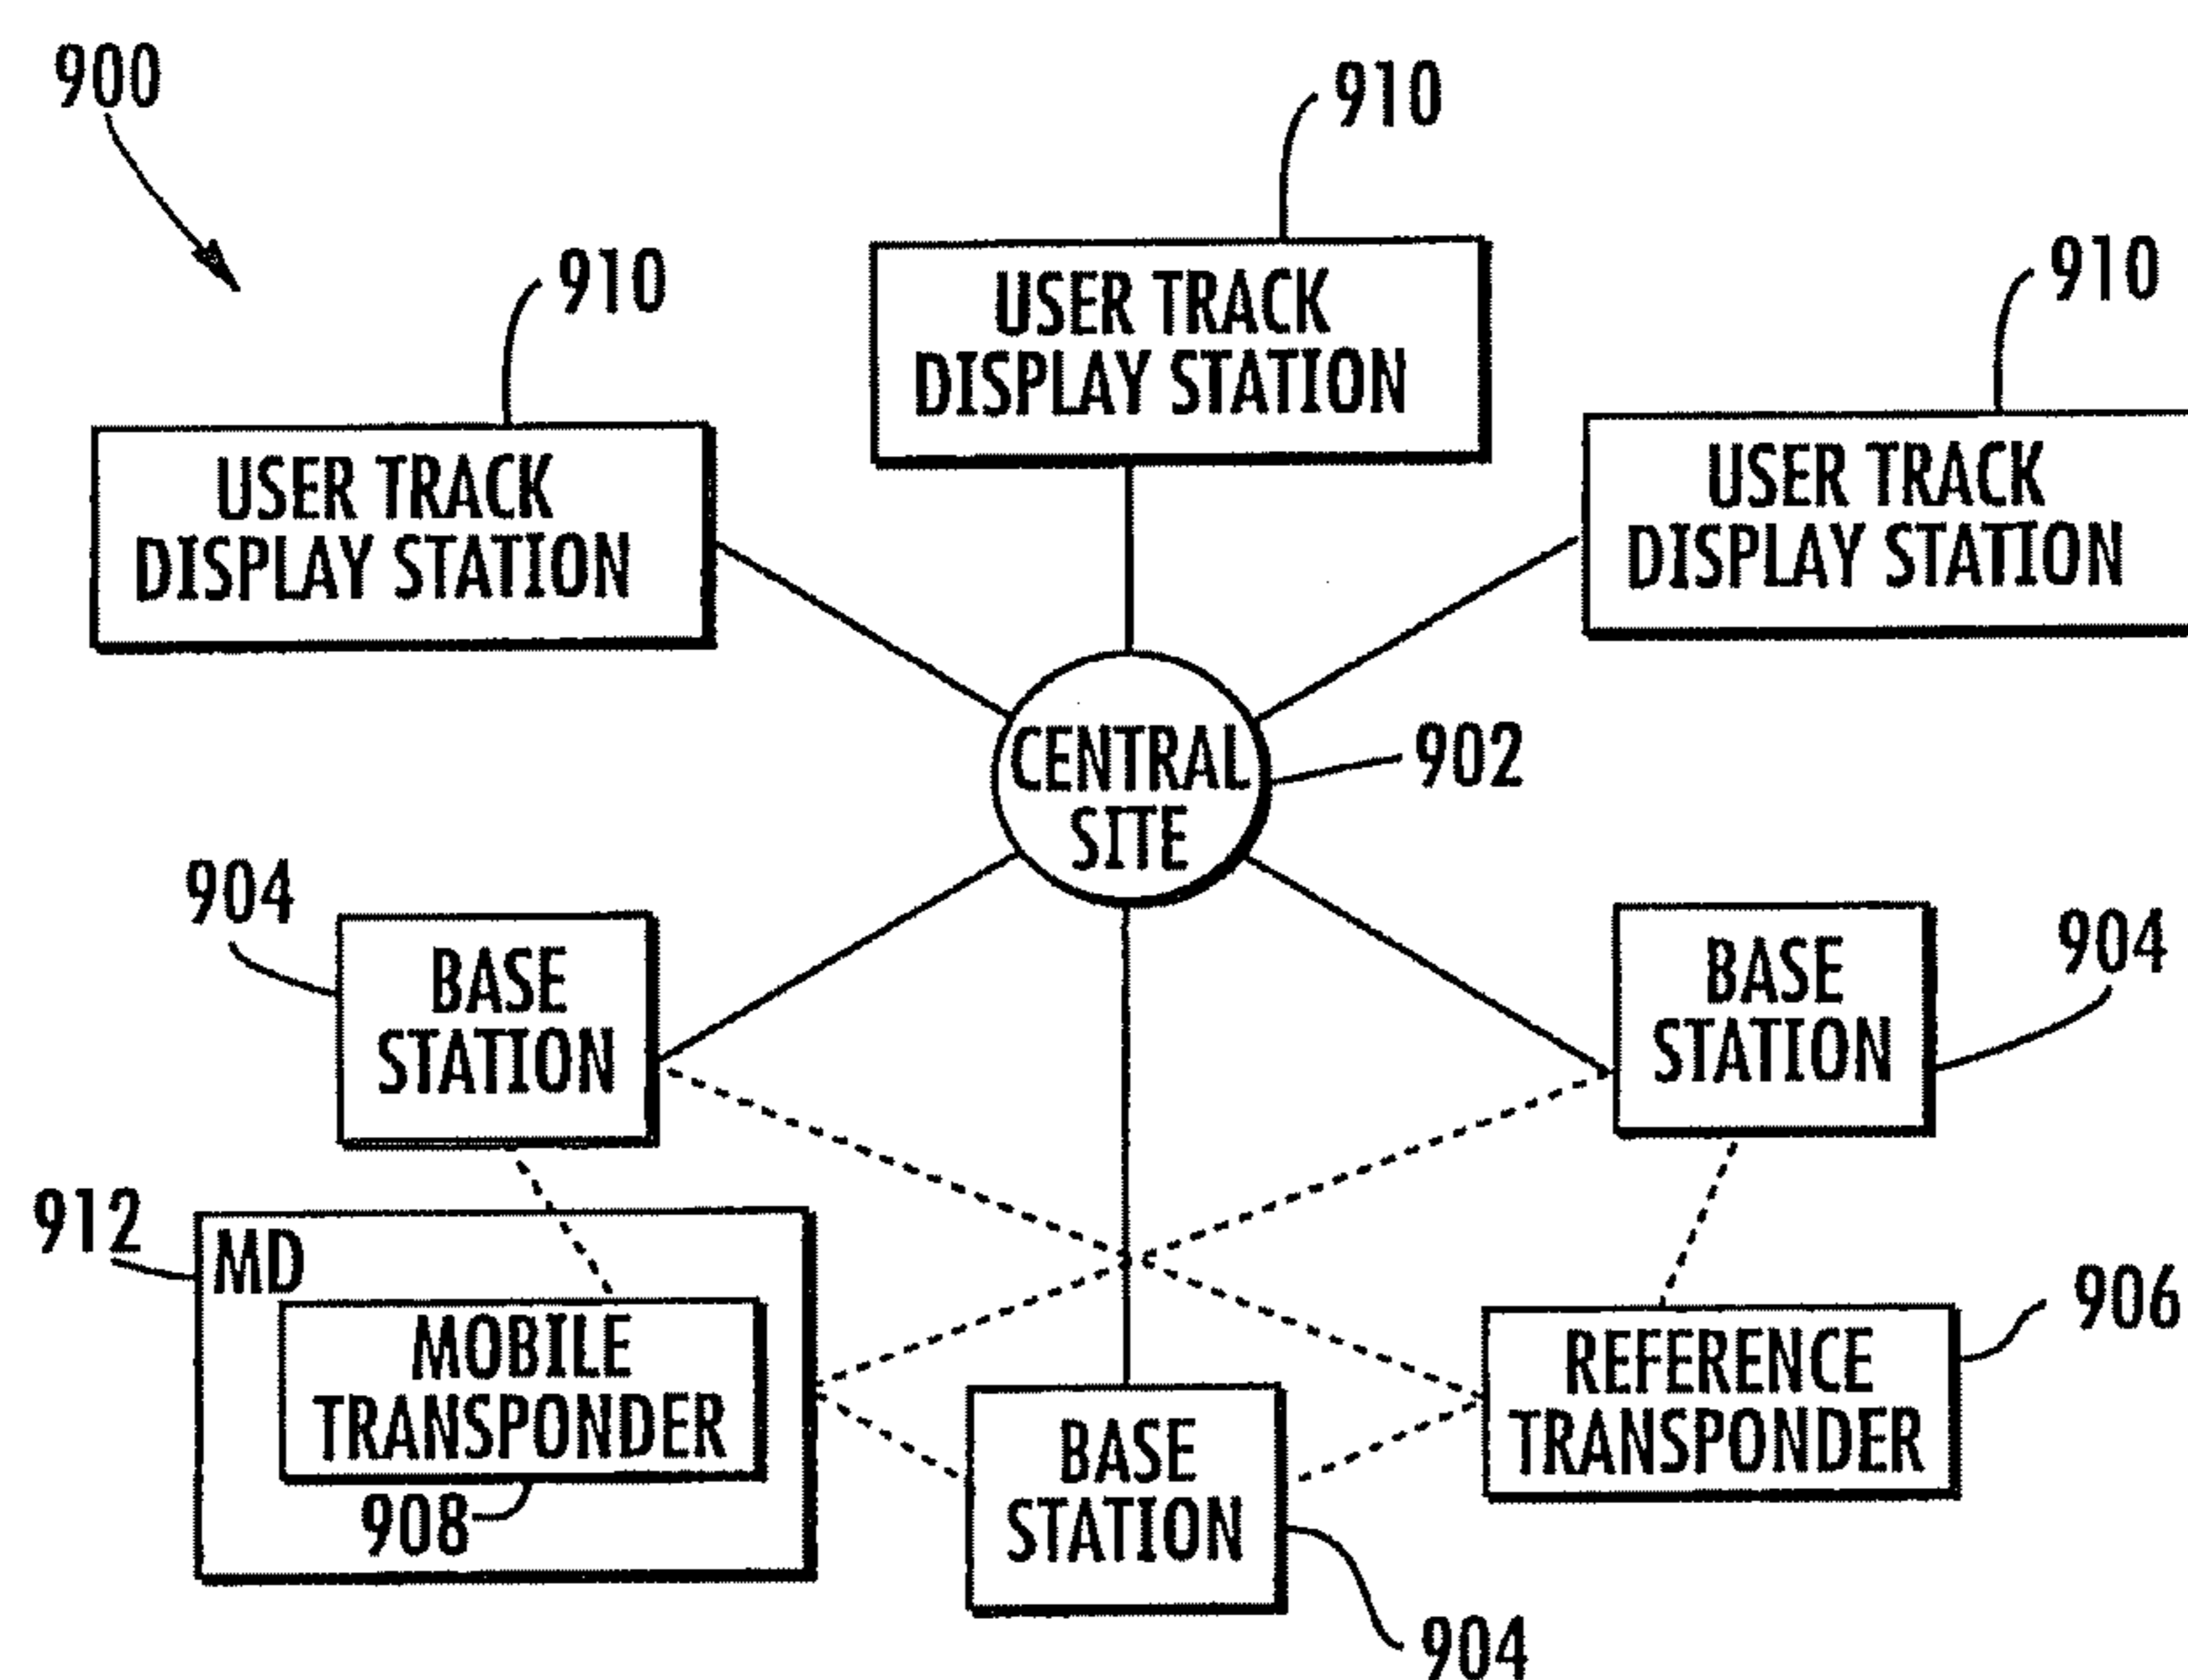 900
910
USER TRACK
DISPLAY STATION
910
USER TRACK
DISPLAY STATION
910
USER TRACK
DISPLAY STATION
CENTRAL
SITE
902
904
BASE
STATION
BASE
STATION
904
912
MD
MOBILE
TRANSPONDER
908
BASE
STATION
904
REFERENCE
TRANSPONDER
906